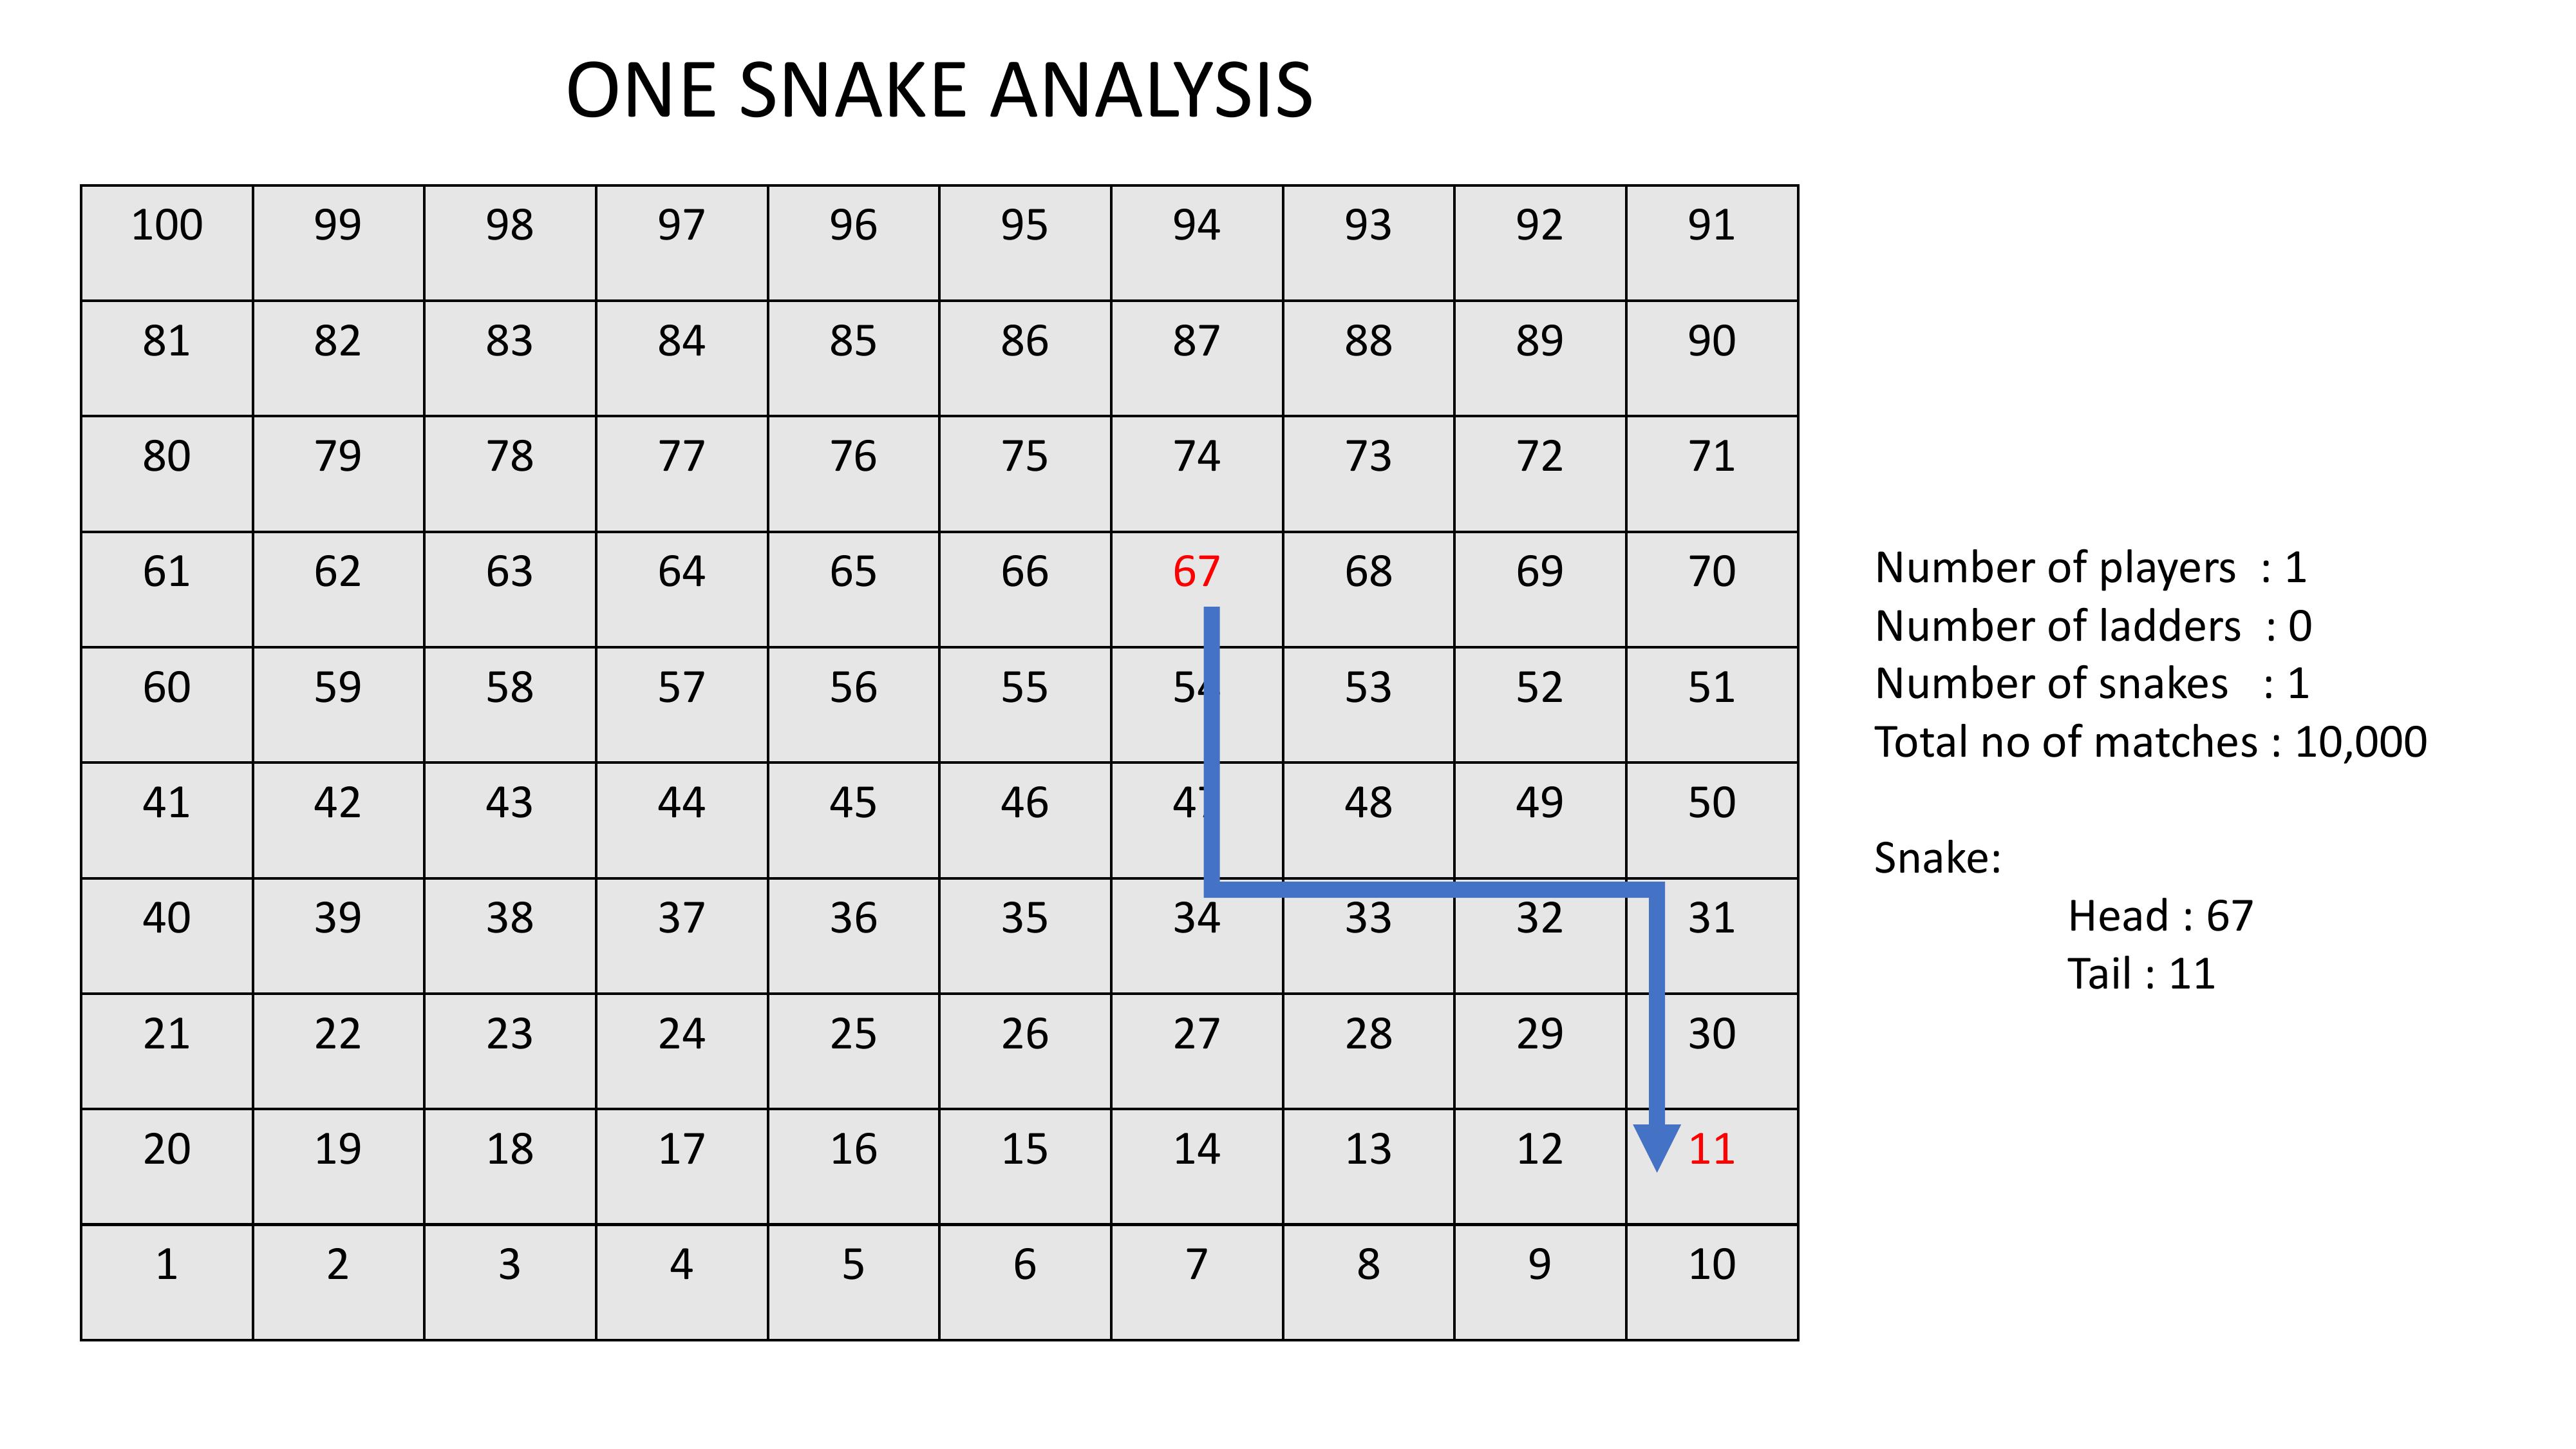 ONE SNAKE ANALYSIS
100 99 98 97 96 95 94 93 92 91
81 82 83 84 85 86 87 88 89 90
80 79 78 77 76 75 74 73 72 71
61 62 63 64 65 66 67 68 69 70
60 59 58 57 56 55 54 53 52 51
41 42 43 44 45 46 47 48 49 50
40 39 38 37 36 35 34 33 32 31
21 22 23 24 25 26 27 28 29 30
20 19 18 17 16 15 14 13 12 11
1 2 3 4 5 6 7 8 9 10
Number of players : 1
Number of ladders : 0
Number of snakes : 1
Total no of matches : 10,000
Snake:
Head : 67
Tail : 11